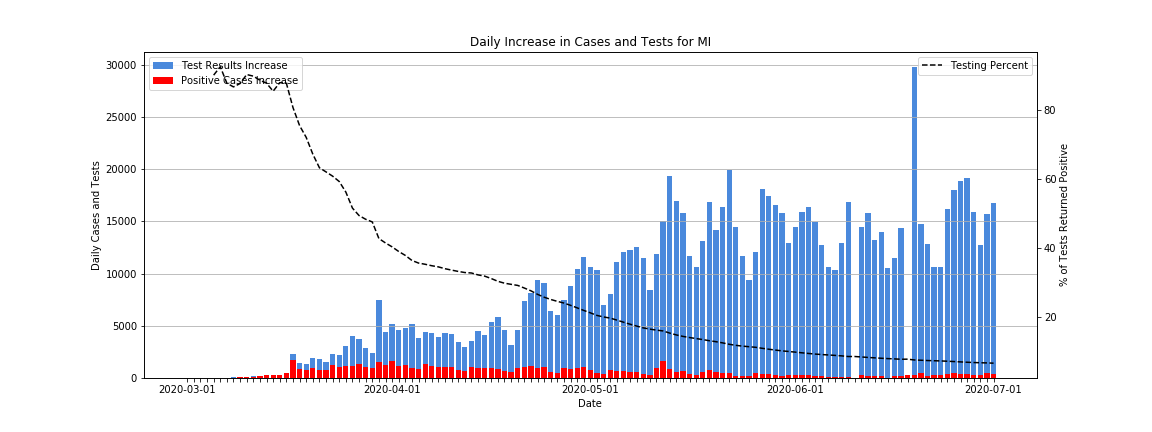 Daily Increase in Cases and Tests for MI
Test Results Increase
Positive Cases Increase
Testing Percent
30000
25000
20000
15000
10000
5000
0
Daily Cases and Tests
80
60
40
20
% of Tests Returned Positive
2020-03-01
2020-04-01
2020-05-01
2020-06-01
2020-07-01
Date